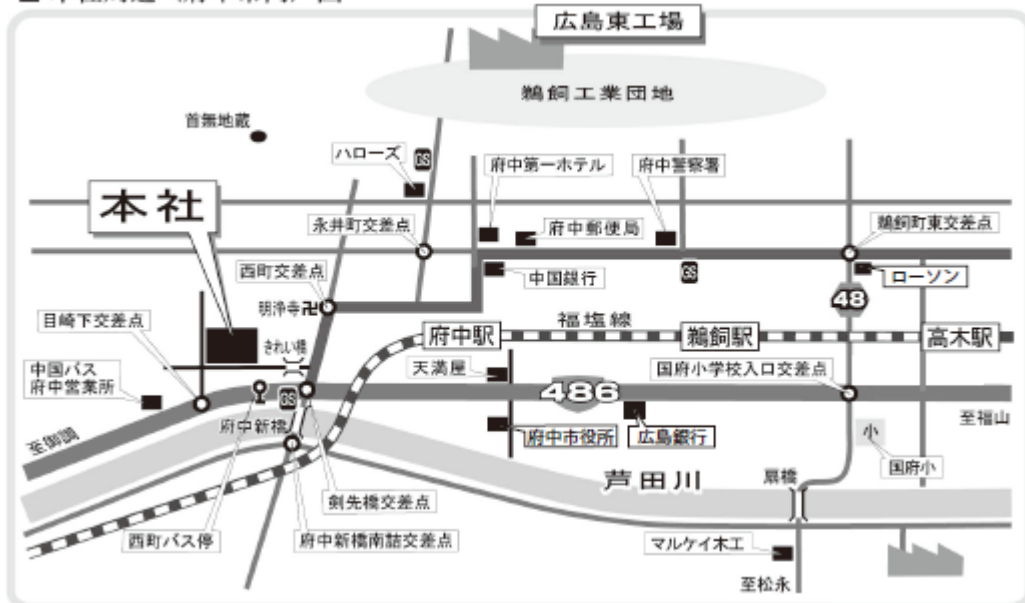 広島東工場
鵜飼工業団地
首無地蔵
ハローズ
GS
府中第一ホテル
府中警察署
本社
永井町交差点
府中郵便局
鵜飼町東交差点
西町交差点
中国銀行
GS
ローソン
明浄寺卍
48
目崎下交差点
きれい橋
府中駅
福塩線
鵜飼駅
高木駅
中国バス
府中営業所
天満屋
国府小学校入口交差点
GS
486
至御調
府中新橋
府中市役所
広島銀行
至福山
小
国府小
芦田川
扇橋
剣先橋交差点
西町バス停
府中新橋南詰交差点
マルケイ木工
至松永